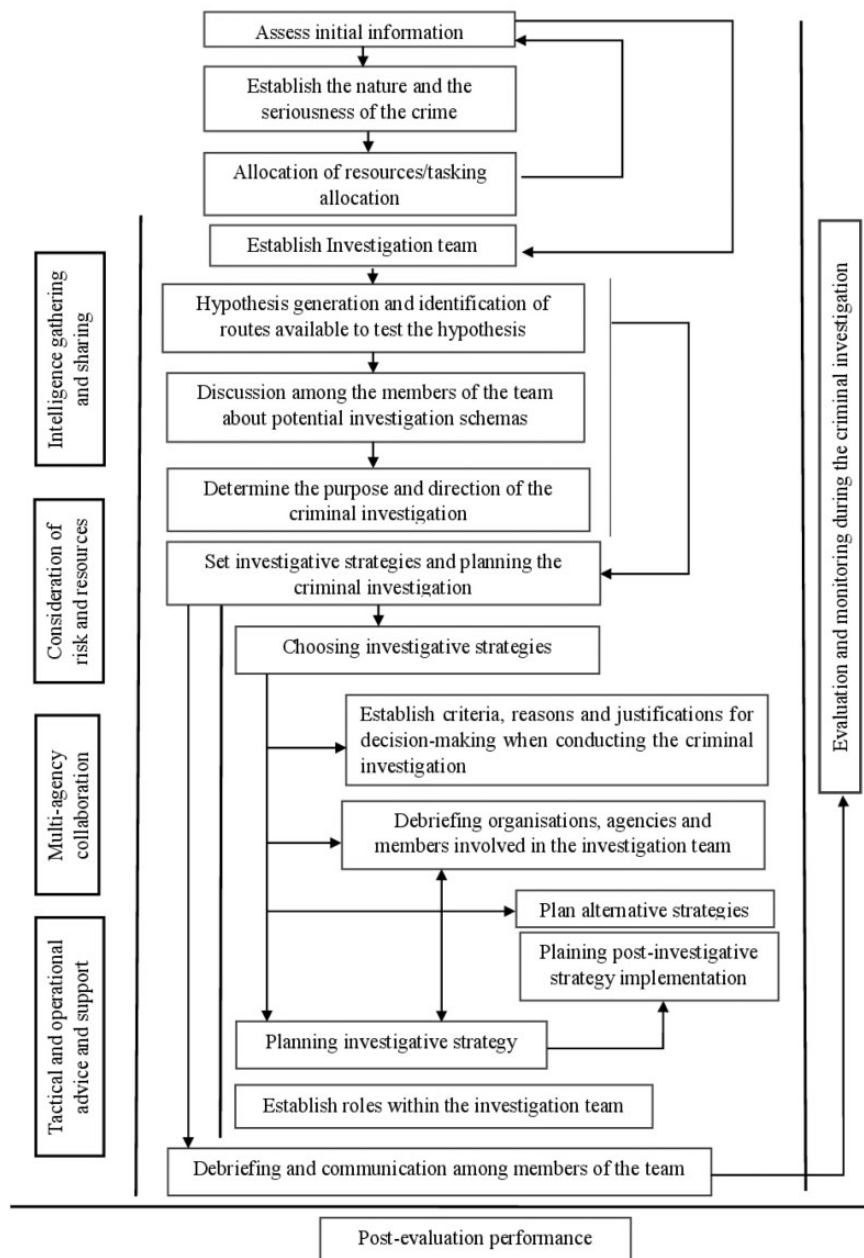 Assess initial information
Establish the nature and the
seriousness of the crime
Allocation of resources/tasking
allocation
Establish Investigation team
Hypothesis generation and identification of
routes available to test the hypothesis
Discussion among the members of the team
about potential investigation schemas
Determine the purpose and direction of the
criminal investigation
Set investigative strategies and planning the
criminal investigation
Choosing investigative strategies
Establish criteria, reasons and justifications for
decision-making when conducting the criminal
investigation
Debriefing organisations, agencies and
members involved in the investigation team
Plan alternative strategies
Plaining post-investigative
strategy implementation
Planning investigative strategy
Establish roles within the investigation team
Debriefing and communication among members of the team
Intelligence gathering
and sharing
Consideration of
risk and resources
Multi-agency
collaboration
Tactical and operational
advice and support
Evaluation and monitoring during the criminal investigation
Post-evaluation performance